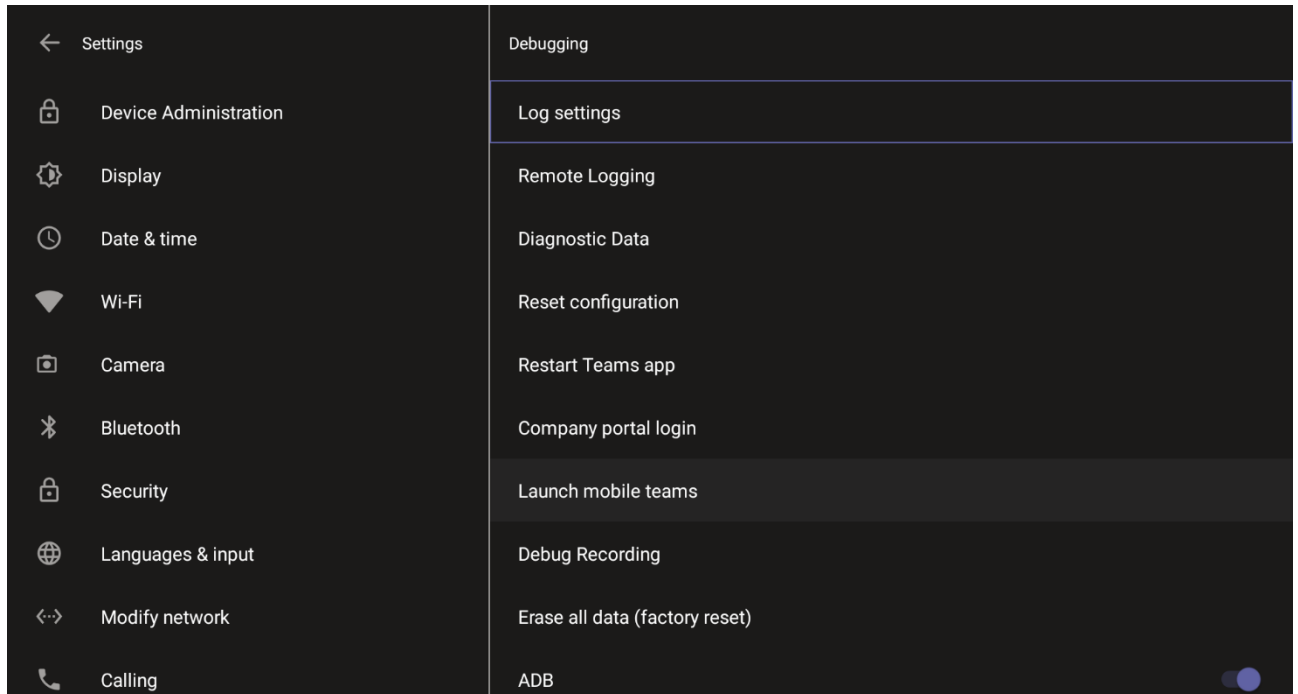 Settings
Device Administration
Display
Date & time
Wi-Fi
Camera
Bluetooth
Security
Languages & input
Modify network
Calling
Debugging
Log settings
Remote Logging
Diagnostic Data
Reset configuration
Restart Teams app
Company portal login
Launch mobile teams
Debug Recording
Erase all data (factory reset)
ADB